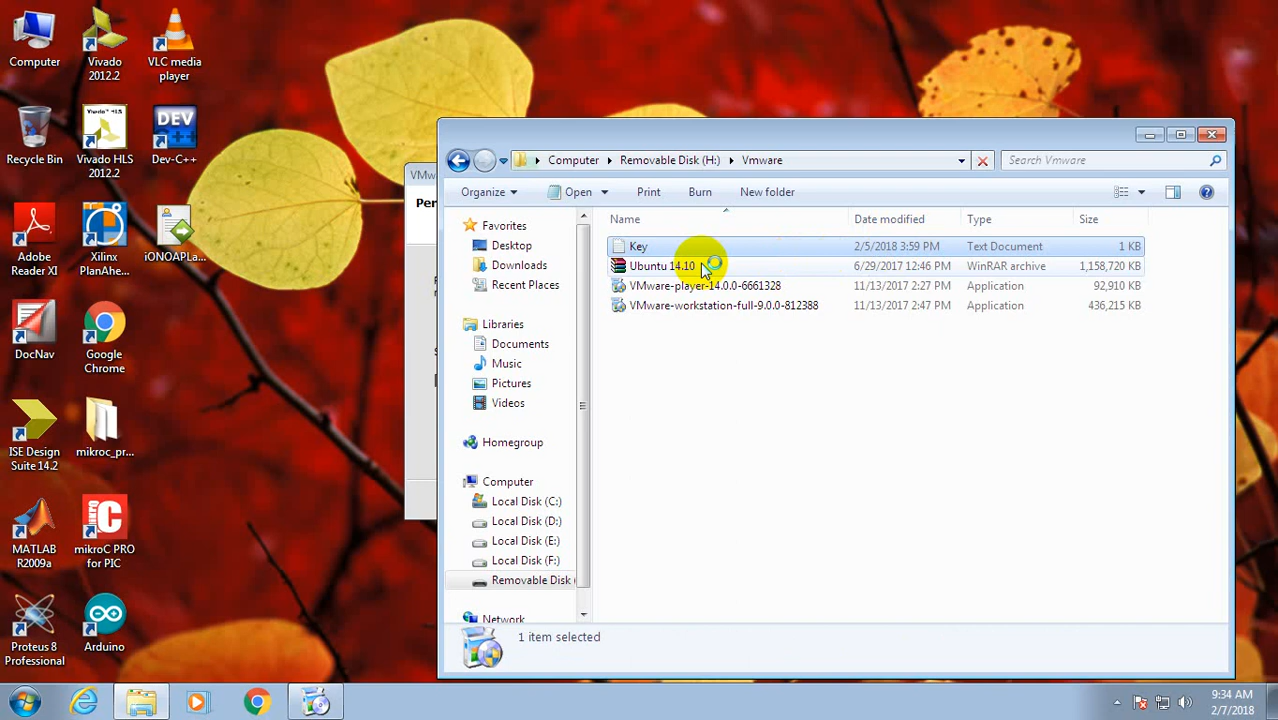 Computer
Vivado 2012.2
VLC media player
Recycle Bin
Vivado HLS 2012.2
DEV
Dev-C++
Adobe Reader XI
Xilinx PlanAhe...
iONOAPLa...
DocNav
Google Chrome
ISE Design Suite 14.2
mikroc_pr...
MATLAB R2009a
mikroC PRO for PIC
Proteus 8 Professional
Arduino
VMw
Per
Computer Removable Disk (H:) Vmware
Search Vmware
Organize Open Print Burn New folder
Name Date modified Type Size
Key 2/5/2018 3:59 PM Text Document 1 KB
Ubuntu 14.10 6/29/2017 12:46 PM WinRAR archive 1,158,720 KB
VMware-player-14.0.0-6661328 11/13/2017 2:27 PM Application 92,910 KB
VMware-workstation-full-9.0.0-812388 11/13/2017 2:47 PM Application 436,215 KB
Favorites
Desktop
Downloads
Recent Places
Libraries
Documents
Music
Pictures
Videos
Homegroup
Computer
Local Disk (C:)
Local Disk (D:)
Local Disk (E:)
Local Disk (F:)
Removable Disk (
Network
1 item selected
9:34 AM
2/7/2018